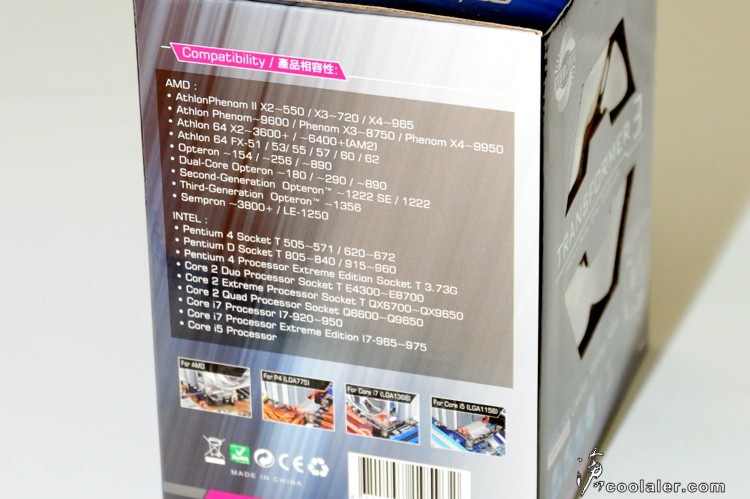 Compatibility / 產品相容性:
AMD :
• AthlonPhenom II X2~550 / X3~720 / X4~965
• Athlon Phenom~9600 / Phenom X3~8750 / Phenom X4~9950
• Athlon 64 X2~3600+ / ~6400+(AM2)
• Athlon 64 FX-51 / 53/ 55 / 57 / 60 / 62
• Opteron ~154 / ~256 / ~890
• Dual-Core Opteron ~180 / ~290 / ~890
• Second-Generation Opteron™ ~1222 SE / 1222
• Third-Generation Opteron™ ~1356
• Sempron ~3800+ / LE-1250
INTEL :
• Pentium 4 Socket T 505~571 / 620~672
• Pentium D Socket T 805~840 / 915~960
• Pentium 4 Processor Extreme Edition Socket T 3.73G
• Core 2 Duo Processor Socket T E4300~E8700
• Core 2 Extreme Processor Socket T QX6700~QX9650
• Core 2 Quad Processor Socket Q6600~Q9650
• Core i7 Processor I7-920~950
• Core i7 Processor Extreme Edition I7-965~975
• Core i5 Processor
For AMD
For P4 (LGA775)
For Core i7 (LGA1366)
For Core i5 (LGA1156)
RoHS
CE
MADE IN CHINA
TRANSFORMER 3
coolaler.com